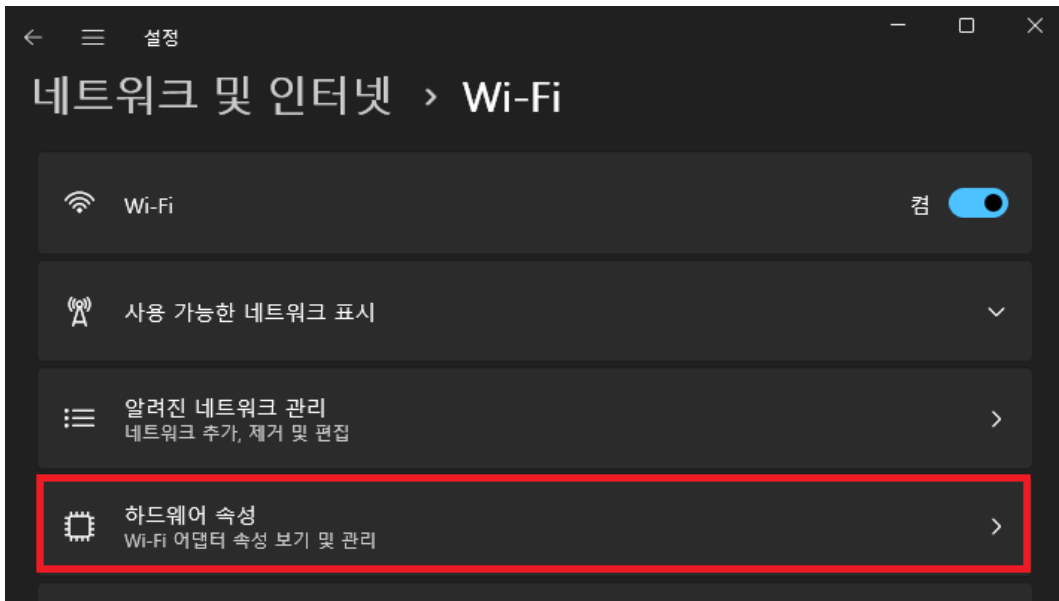 설정
네트워크 및 인터넷 > Wi-Fi
Wi-Fi
켬
사용 가능한 네트워크 표시
알려진 네트워크 관리
네트워크 추가, 제거 및 편집
하드웨어 속성
Wi-Fi 어댑터 속성 보기 및 관리